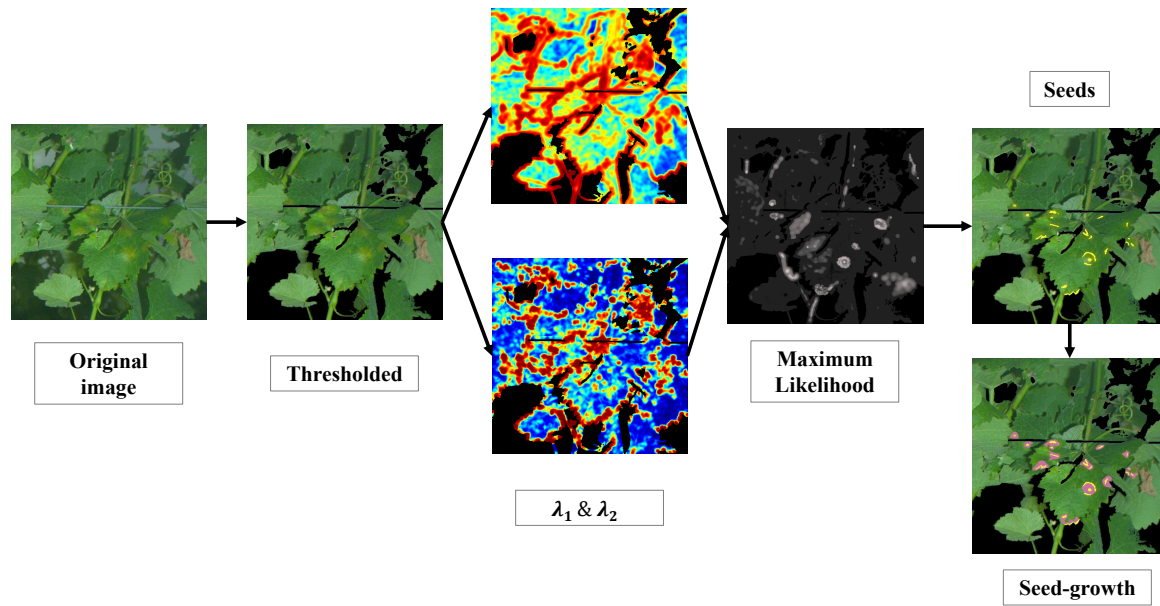 Seeds
Original
image
Thresholded
Maximum
Likelihood
λ₁ & λ₂
Seed-growth